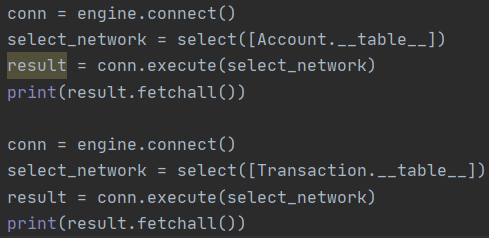 conn = engine.connect()
select_network = select([Account.__table__])
result = conn.execute(select_network)
print(result.fetchall())

conn = engine.connect()
select_network = select([Transaction.__table__])
result = conn.execute(select_network)
print(result.fetchall())